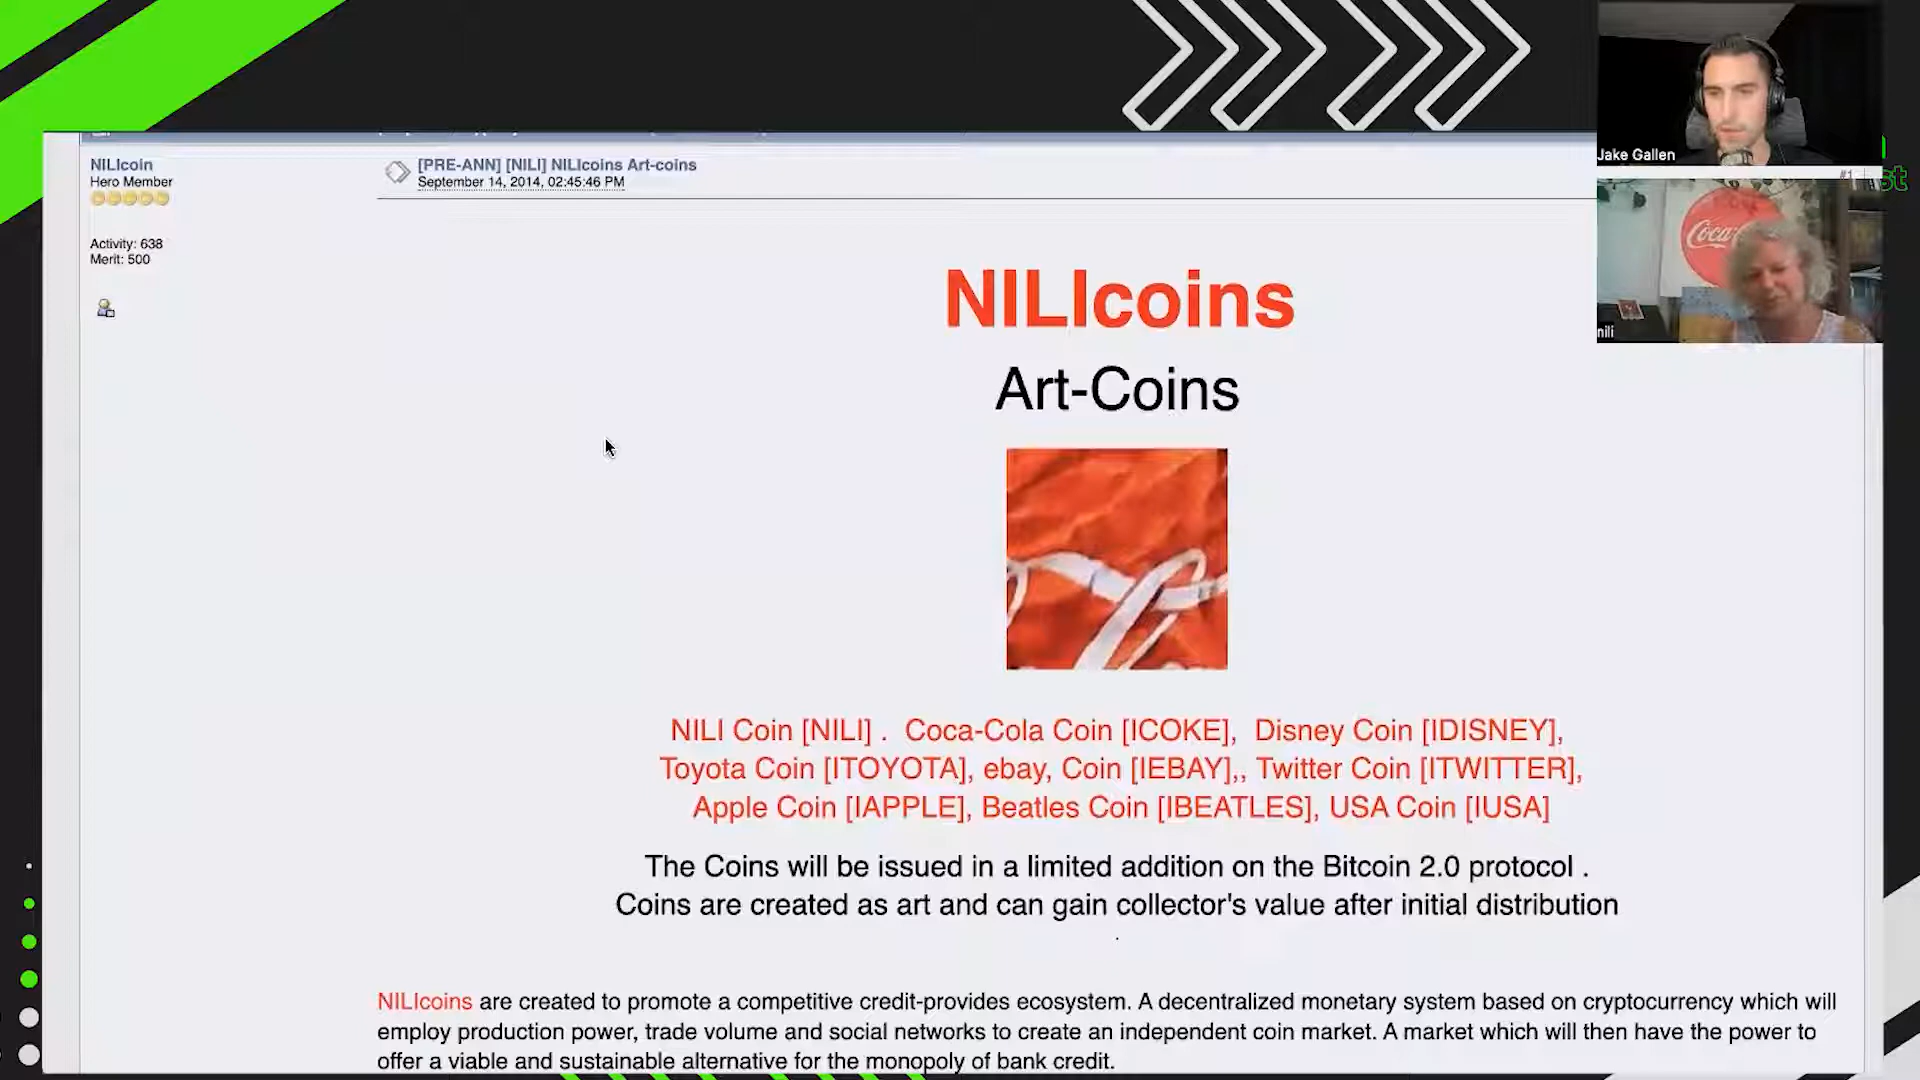 NILIcoin
Hero Member
Activity: 638
Merit: 500
[PRE-ANN] [NILI] NILIcoins Art-coins
September 14, 2014, 02:45:46 PM
#1
Jake Gallen
Coca
nili
NILIcoins
Art-Coins
NILI Coin [NILI] .  Coca-Cola Coin [ICOKE],  Disney Coin [IDISNEY],
Toyota Coin [ITOYOTA], ebay, Coin [IEBAY],, Twitter Coin [ITWITTER],
Apple Coin [IAPPLE], Beatles Coin [IBEATLES], USA Coin [IUSA]
The Coins will be issued in a limited addition on the Bitcoin 2.0 protocol .
Coins are created as art and can gain collector's value after initial distribution
.
NILIcoins are created to promote a competitive credit-provides ecosystem. A decentralized monetary system based on cryptocurrency which will
employ production power, trade volume and social networks to create an independent coin market. A market which will then have the power to
offer a viable and sustainable alternative for the monopoly of bank credit.